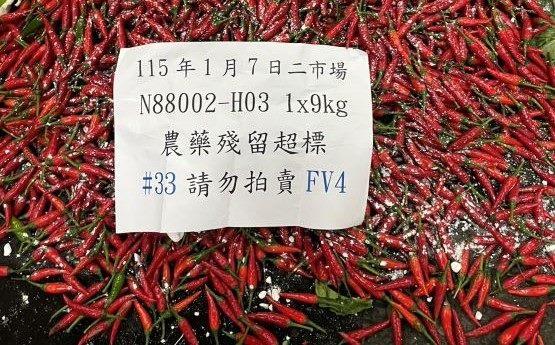 115年1月7日二市場
N88002-H03 1x9kg
農藥殘留超標
#33 請勿拍賣 FV4